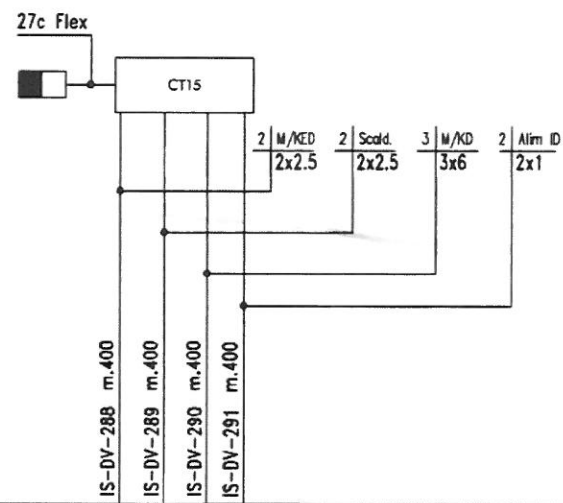 27c Flex
CT15
2 M/KED
2x2.5
2 Scald.
2x2.5
3 M/KD
3x6
2 Alim ID
2x1
IS-DV-288 m.400
IS-DV-289 m.400
IS-DV-290 m.400
IS-DV-291 m.400